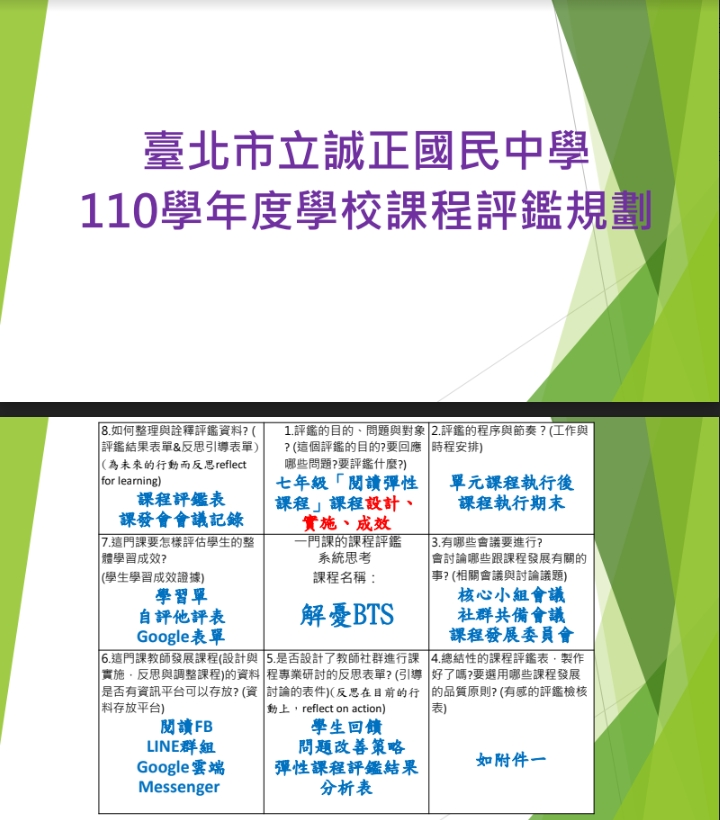 臺北市立誠正國民中學
110學年度學校課程評鑑規劃
8.如何整理與詮釋評鑑資料? (
評鑑結果表單&反思引導表單)
(為未來的行動而反思reflect
for learning)
課程評鑑表
課發會會議記錄
1.評鑑的目的、問題與對象
? (這個評鑑的目的?要回應
哪些問題?要評鑑什麼?)
七年級「閱讀彈性
課程」課程設計、
實施、成效
2.評鑑的程序與節奏？(工作與
時程安排)
單元課程執行後
課程執行期末
7.這門課要怎樣評估學生的整
體學習成效?
(學生學習成效證據)
學習單
自評他評表
Google表單
一門課的課程評鑑
系統思考
課程名稱：
解憂BTS
3.有哪些會議要進行?
會討論哪些跟課程發展有關的
事? (相關會議與討論議題)
核心小組會議
社群共備會議
課程發展委員會
6.這門課教師發展課程(設計與
實施，反思與調整課程)的資料
是否有資訊平台可以存放? (資
料存放平台)
閱讀FB
LINE群組
Google雲端
Messenger
5.是否設計了教師社群進行課
程專業研討的反思表單? (引導
討論的表件)(反思在目前的行
動上，reflect on action)
學生回饋
問題改善策略
彈性課程評鑑結果
分析表
4.總結性的課程評鑑表，製作
好了嗎?要選用哪些課程發展
的品質原則? (有感的評鑑檢核
表)
如附件一